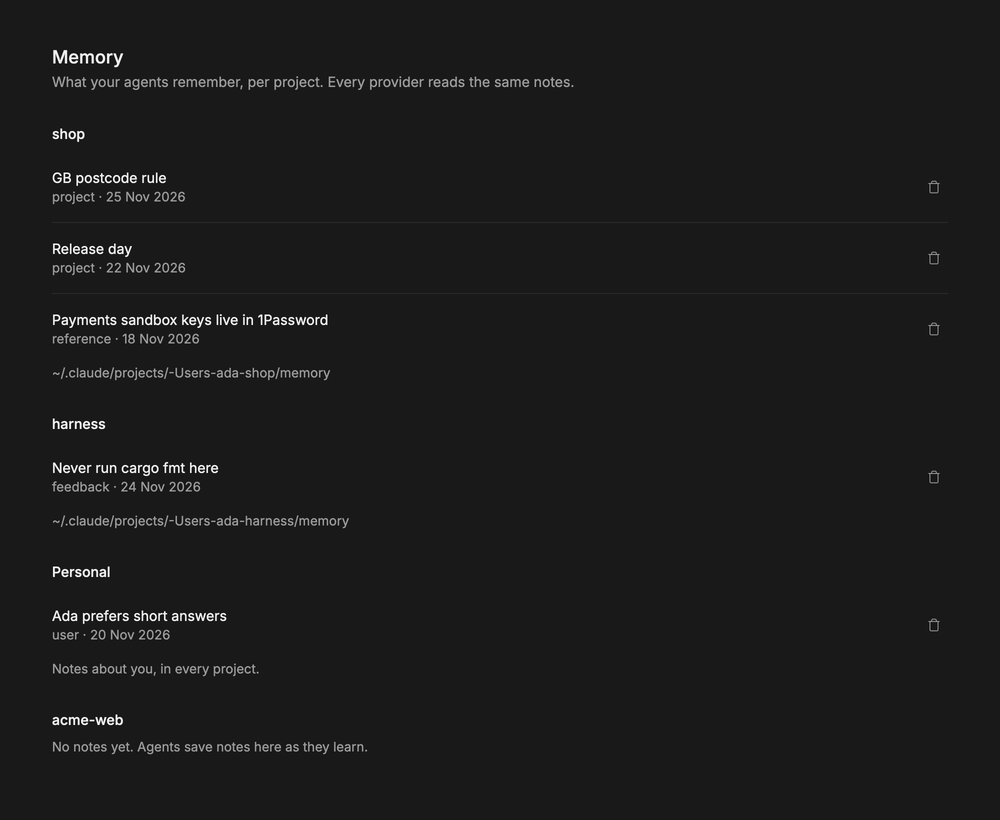 Memory
What your agents remember, per project. Every provider reads the same notes.
shop
GB postcode rule
project · 25 Nov 2026
Release day
project · 22 Nov 2026
Payments sandbox keys live in 1Password
reference · 18 Nov 2026
~/.claude/projects/-Users-ada-shop/memory
harness
Never run cargo fmt here
feedback · 24 Nov 2026
~/.claude/projects/-Users-ada-harness/memory
Personal
Ada prefers short answers
user · 20 Nov 2026
Notes about you, in every project.
acme-web
No notes yet. Agents save notes here as they learn.